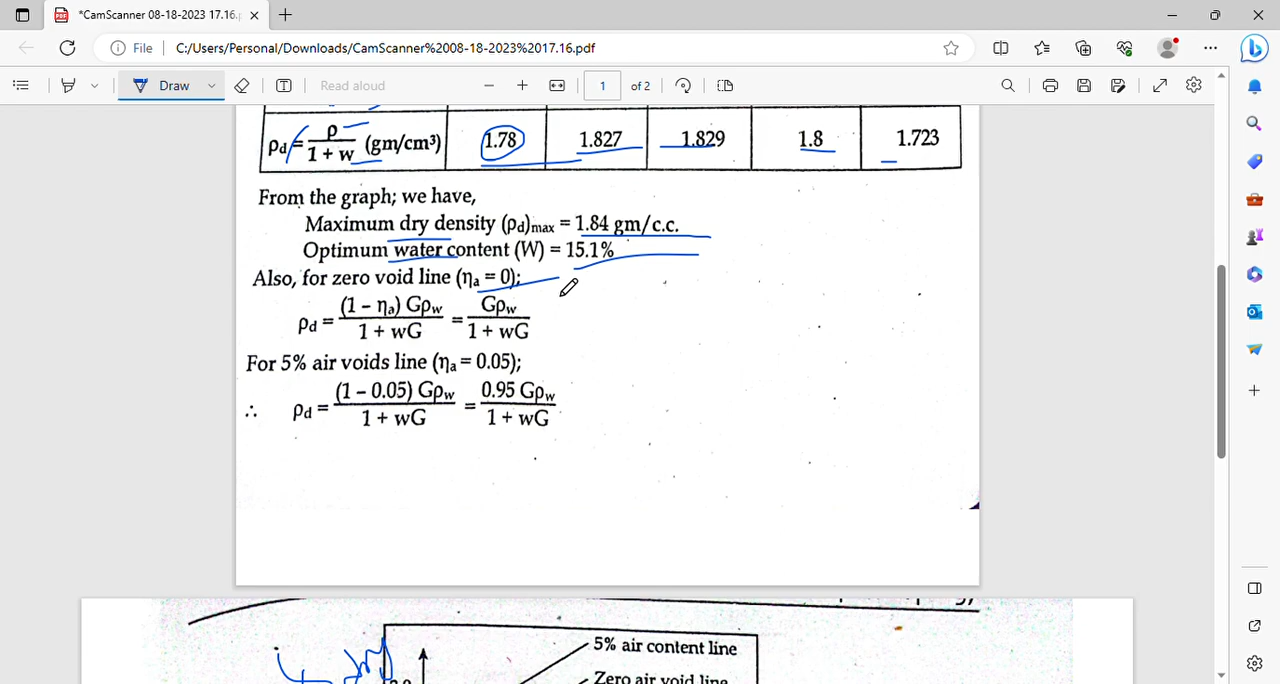 *CamScanner 08-18-2023 17.16.p
File C:/Users/Personal/Downloads/CamScanner%2008-18-2023%2017.16.pdf
Draw Read aloud 1 of 2
ρd = ρ / 1 + w (gm/cm³) 1.78 1.827 1.829 1.8 1.723
From the graph; we have,
Maximum dry density (ρd)max = 1.84 gm/c.c.
Optimum water content (W) = 15.1%
Also, for zero void line (ηa = 0);
ρd = (1 – ηa) Gρw / 1 + wG = Gρw / 1 + wG
For 5% air voids line (ηa = 0.05);
∴ ρd = (1 – 0.05) Gρw / 1 + wG = 0.95 Gρw / 1 + wG
5% air content line
Zero air void line